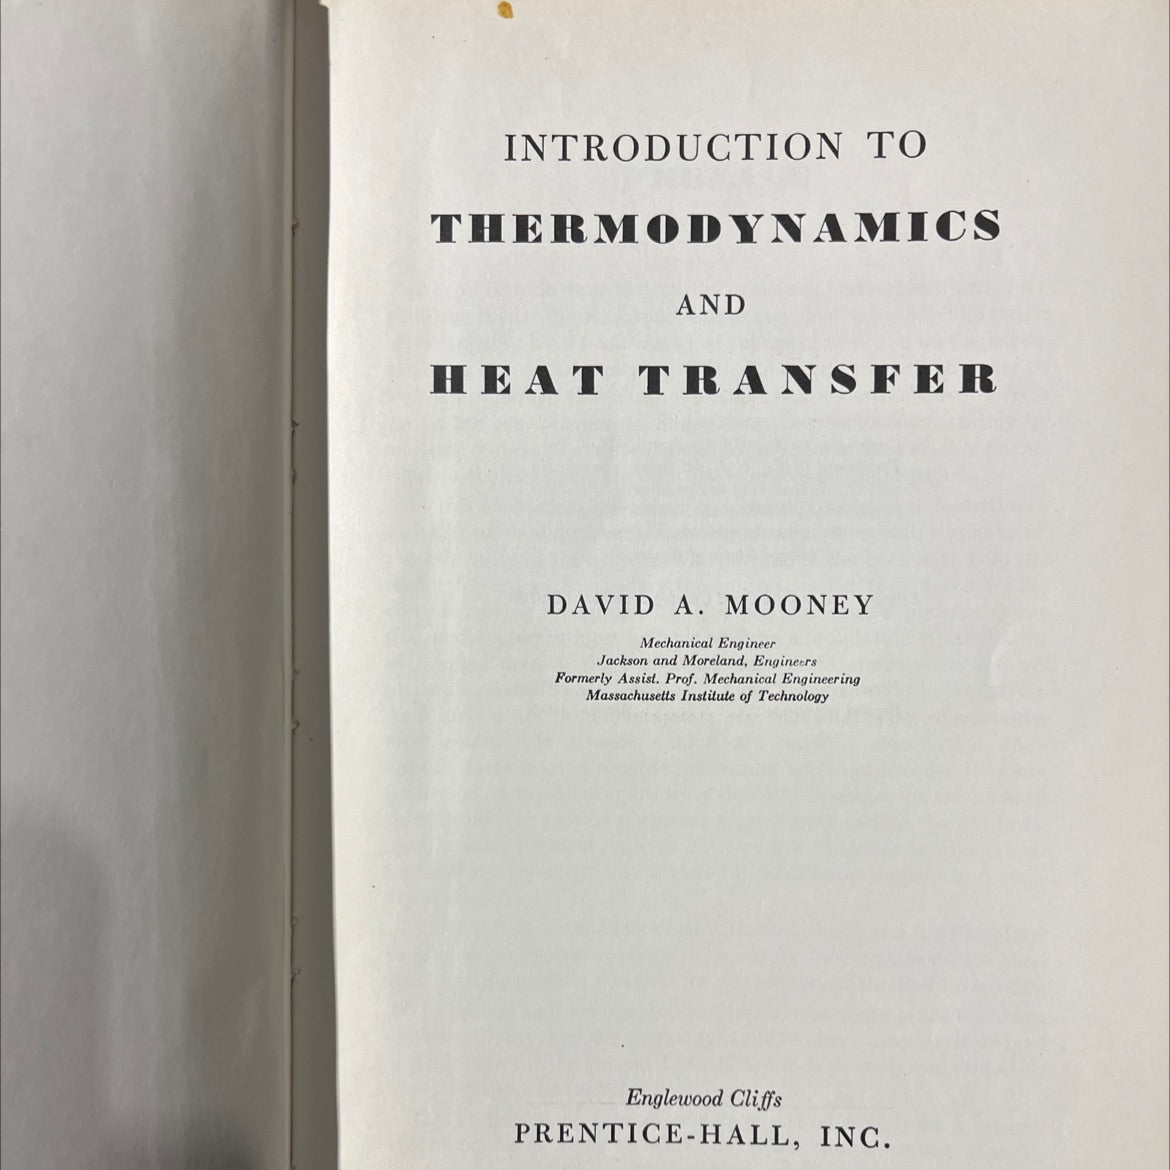 INTRODUCTION TO
THERMODYNAMICS
AND
HEAT TRANSFER
DAVID A. MOONEY
Mechanical Engineer
Jackson and Moreland, Engineers
Formerly Assist. Prof. Mechanical Engineering
Massachusetts Institute of Technology
Englewood Cliffs
PRENTICE-HALL, INC.